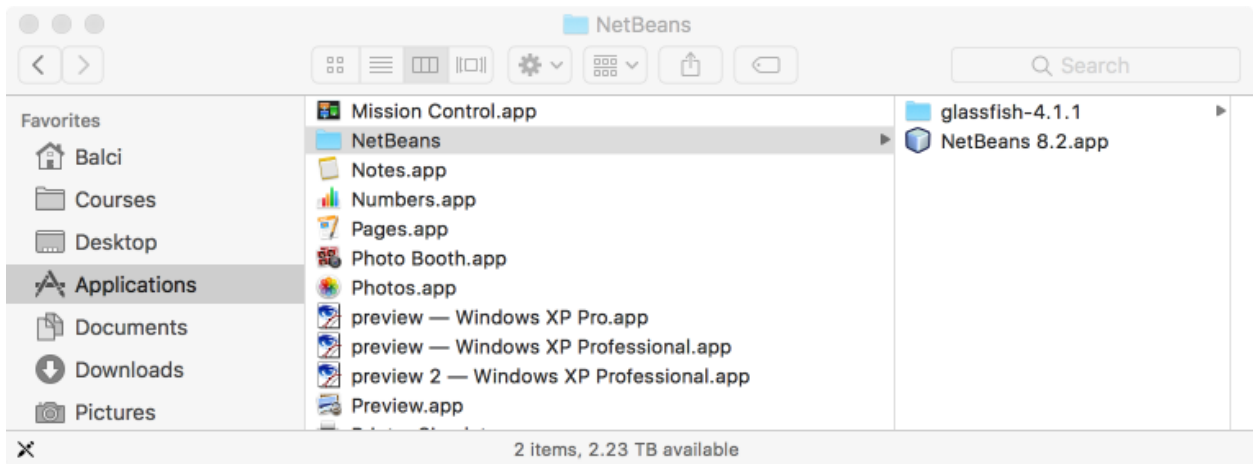 NetBeans
Search
Favorites
Balci
Courses
Desktop
Applications
Documents
Downloads
Pictures
Mission Control.app
NetBeans
Notes.app
Numbers.app
Pages.app
Photo Booth.app
Photos.app
preview — Windows XP Pro.app
preview — Windows XP Professional.app
preview 2 — Windows XP Professional.app
Preview.app
glassfish-4.1.1
NetBeans 8.2.app
2 items, 2.23 TB available